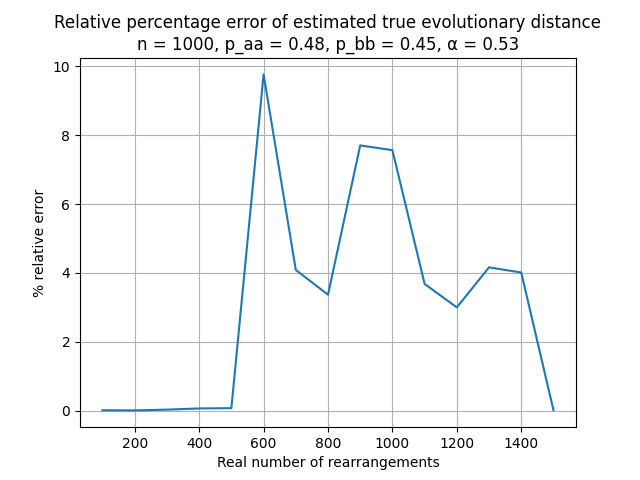 Relative percentage error of estimated true evolutionary distance
n = 1000, p_aa = 0.48, p_bb = 0.45, α = 0.53
10
8
6
4
2
0
% relative error
200 400 600 800 1000 1200 1400
Real number of rearrangements